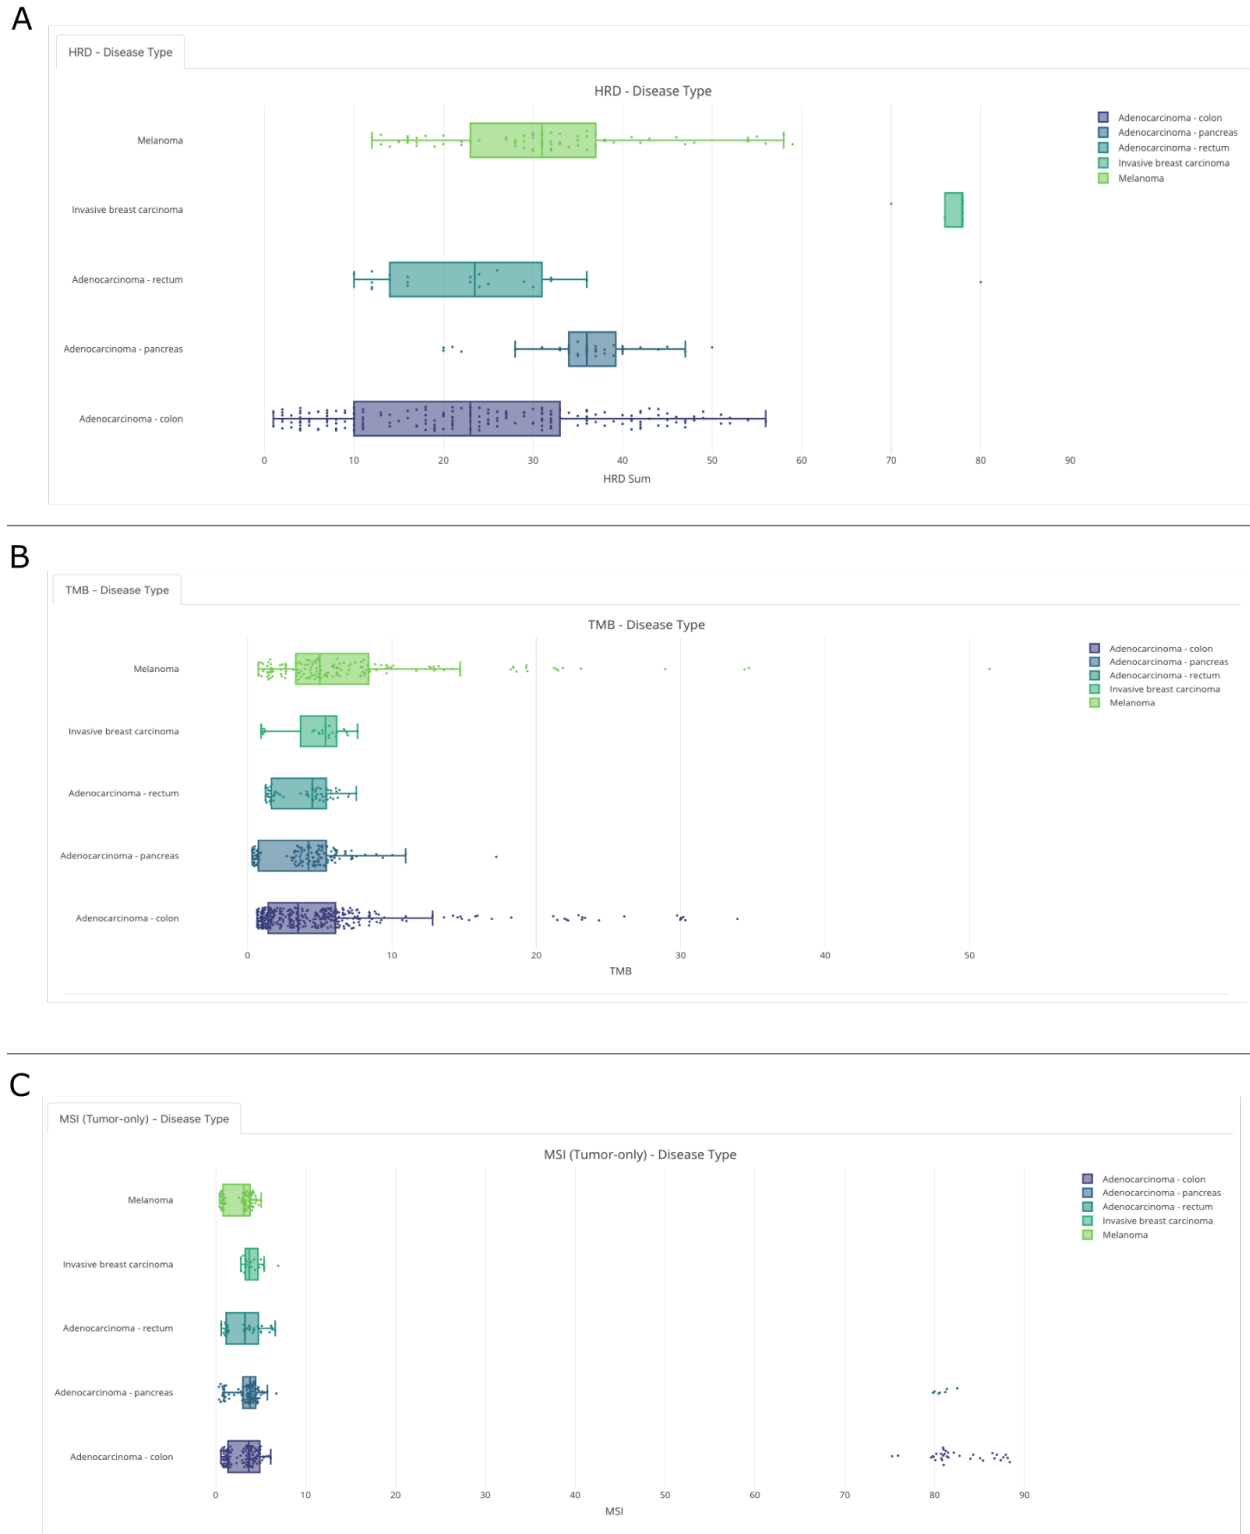 A
HRD - Disease Type
HRD - Disease Type
Melanoma
Invasive breast carcinoma
Adenocarcinoma - rectum
Adenocarcinoma - pancreas
Adenocarcinoma - colon
0 10 20 30 40 50 60 70 80 90
HRD Sum
Adenocarcinoma - colon
Adenocarcinoma - pancreas
Adenocarcinoma - rectum
Invasive breast carcinoma
Melanoma
B
TMB - Disease Type
TMB - Disease Type
Melanoma
Invasive breast carcinoma
Adenocarcinoma - rectum
Adenocarcinoma - pancreas
Adenocarcinoma - colon
0 10 20 30 40 50
TMB
Adenocarcinoma - colon
Adenocarcinoma - pancreas
Adenocarcinoma - rectum
Invasive breast carcinoma
Melanoma
C
MSI (Tumor-only) - Disease Type
MSI (Tumor-only) - Disease Type
Melanoma
Invasive breast carcinoma
Adenocarcinoma - rectum
Adenocarcinoma - pancreas
Adenocarcinoma - colon
0 10 20 30 40 50 60 70 80 90
MSI
Adenocarcinoma - colon
Adenocarcinoma - pancreas
Adenocarcinoma - rectum
Invasive breast carcinoma
Melanoma